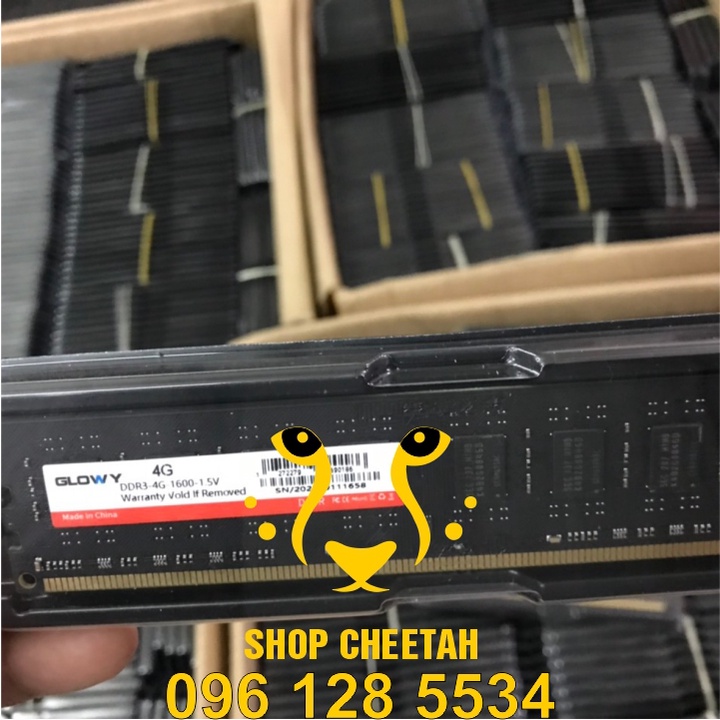 GLOWY
4G
DDR3-4G 1600-1.5V
Warranty Void If Removed
Made in China
SHOP CHEETAH
096 128 5534